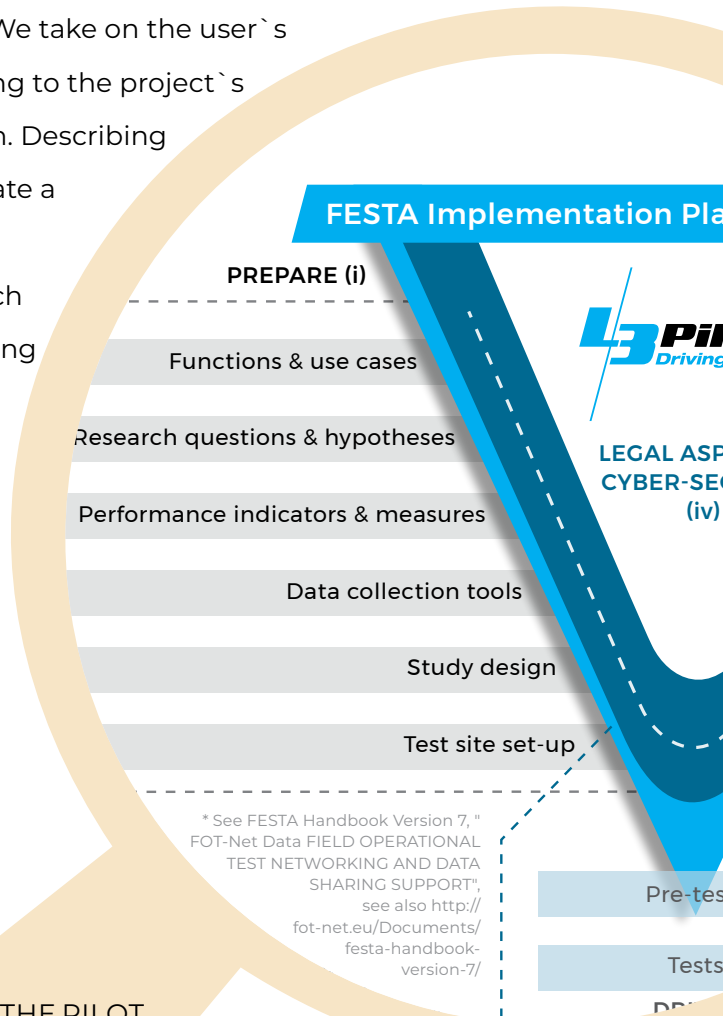 We take on the user`s
ng to the project`s
n. Describing
ate a
ch
ng
FESTA Implementation Pla
PREPARE (i)
Functions & use cases
Research questions & hypotheses
Performance indicators & measures
Data collection tools
Study design
Test site set-up
L3Pil
Driving
LEGAL ASP
CYBER-SEC
(iv)
* See FESTA Handbook Version 7, "
FOT-Net Data FIELD OPERATIONAL
TEST NETWORKING AND DATA
SHARING SUPPORT",
see also http://
fot-net.eu/Documents/
festa-handbook-
version-7/
Pre-tes
Tests
THE PILOT